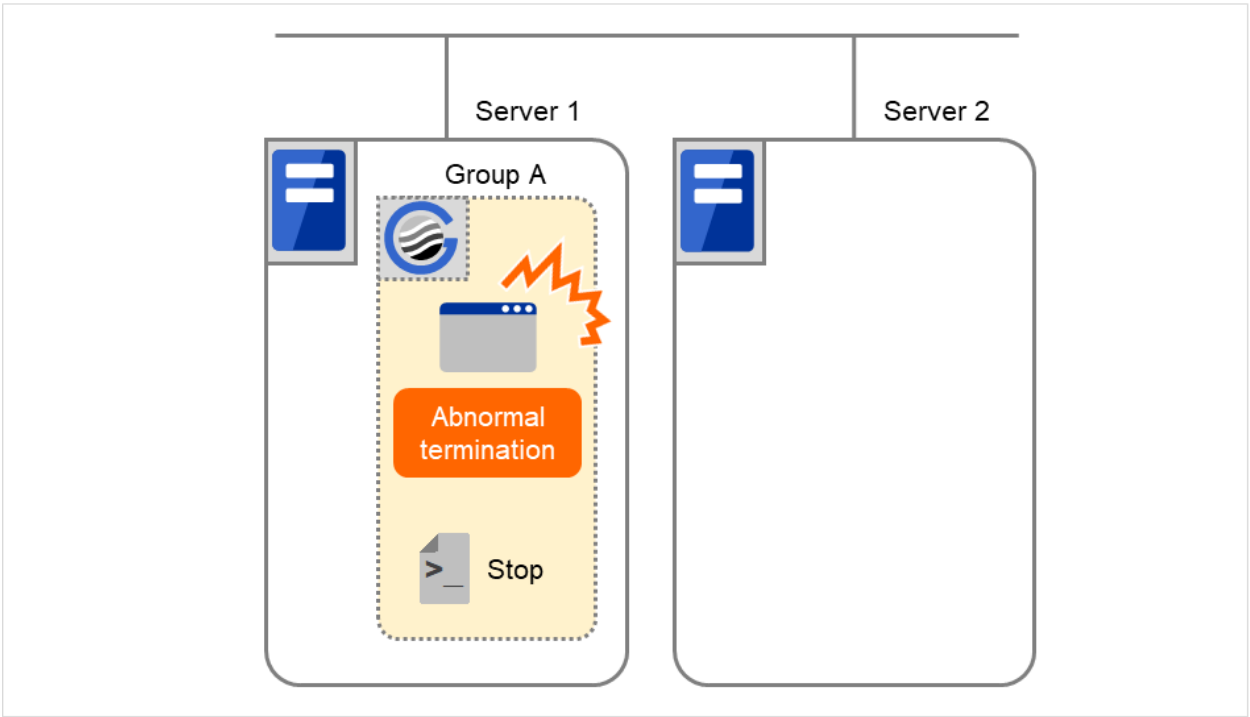 Server 1
Server 2
Group A
Abnormal
termination
>_
Stop